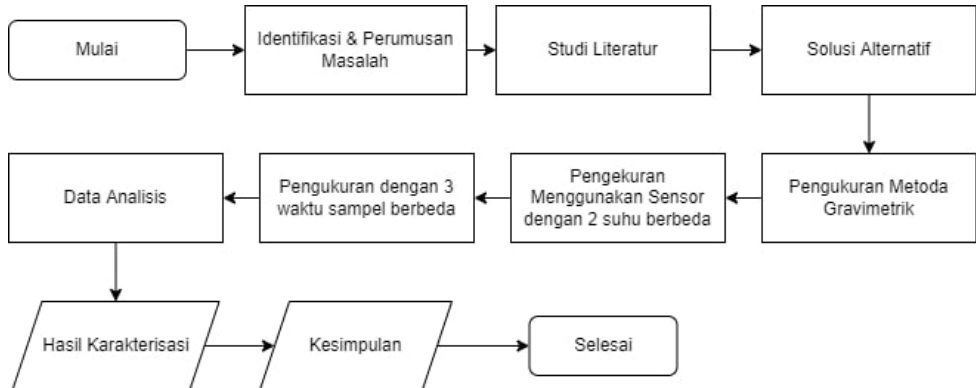 Mulai
Identifikasi & Perumusan
Masalah
Studi Literatur
Solusi Alternatif
Pengukuran Metoda
Gravimetrik
Pengekuran
Menggunakan Sensor
dengan 2 suhu berbeda
Pengukuran dengan 3
waktu sampel berbeda
Data Analisis
Hasil Karakterisasi
Kesimpulan
Selesai